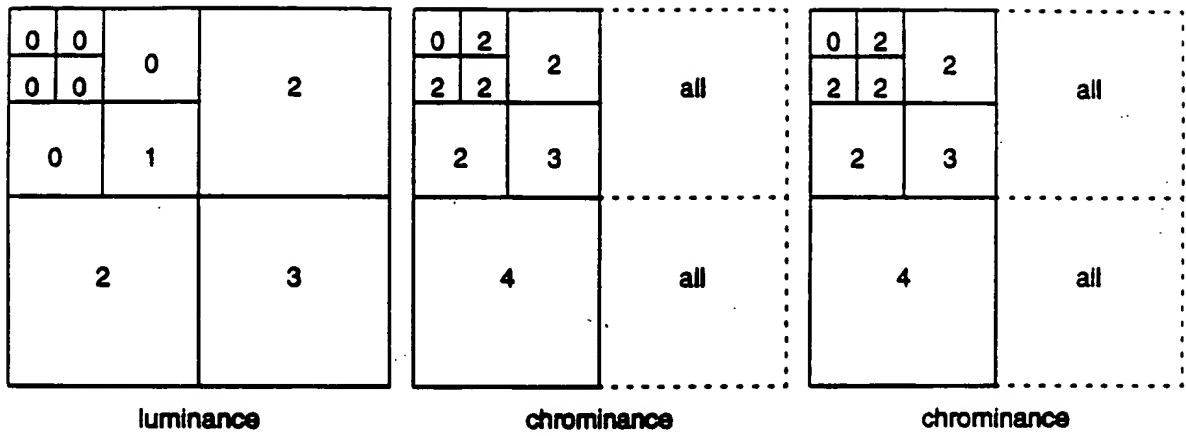 0 0 0 2 0 2 2 all 0 2 2 all
0 0 2 2 2 2
0 1 2 3 2 3
2 3 4 all 4 all
luminance chrominance chrominance